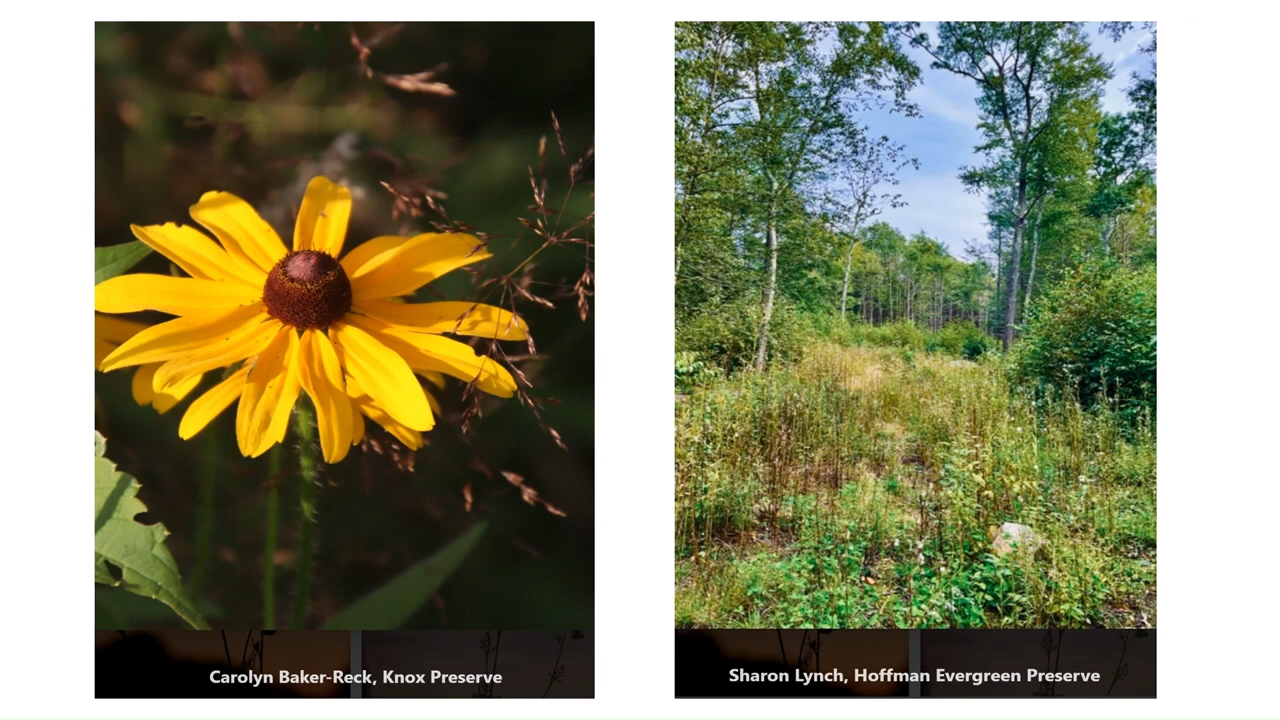 Carolyn Baker-Reck, Knox Preserve
Sharon Lynch, Hoffman Evergreen Preserve